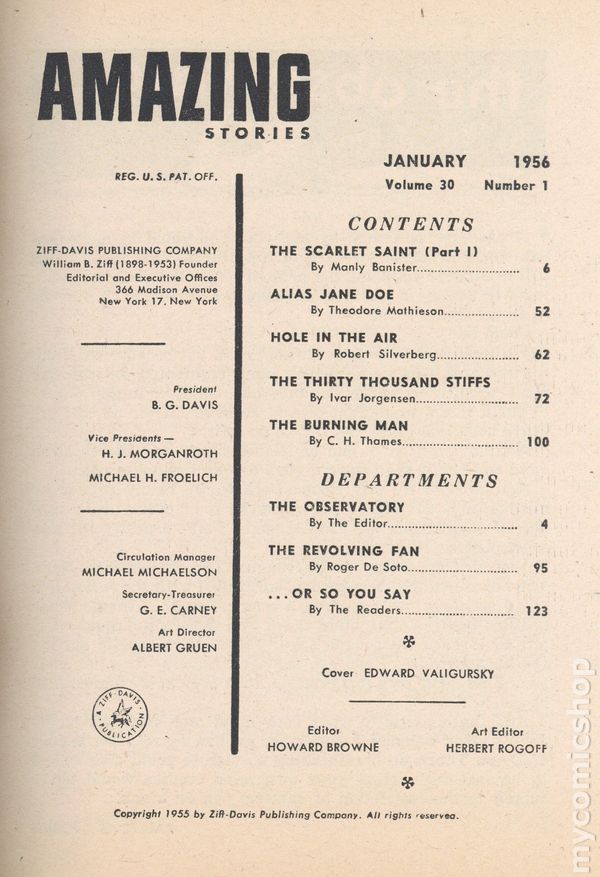 AMAZING
STORIES
REG. U. S. PAT. OFF.
ZIFF-DAVIS PUBLISHING COMPANY
William B. Ziff (1898-1953) Founder
Editorial and Executive Offices
366 Madison Avenue
New York 17, New York
President
B. G. DAVIS
Vice Presidents —
H. J. MORGANROTH
MICHAEL H. FROELICH
Circulation Manager
MICHAEL MICHAELSON
Secretary-Treasurer
G. E. CARNEY
Art Director
ALBERT GRUEN
A ZIFF-DAVIS
PUBLICATION
JANUARY 1956
Volume 30 Number 1
CONTENTS
THE SCARLET SAINT (Part I)
By Manly Banister............................ 6
ALIAS JANE DOE
By Theodore Mathieson.................... 52
HOLE IN THE AIR
By Robert Silverberg...................... 62
THE THIRTY THOUSAND STIFFS
By Ivar Jorgensen............................ 72
THE BURNING MAN
By C. H. Thames.............................. 100
DEPARTMENTS
THE OBSERVATORY
By The Editor................................... 4
THE REVOLVING FAN
By Roger De Soto.............................. 95
...OR SO YOU SAY
By The Readers................................ 123
Cover EDWARD VALIGURSKY
Editor Art Editor
HOWARD BROWNE HERBERT ROGOFF
Copyright 1955 by Ziff-Davis Publishing Company. All rights reserved.
mycomicshop